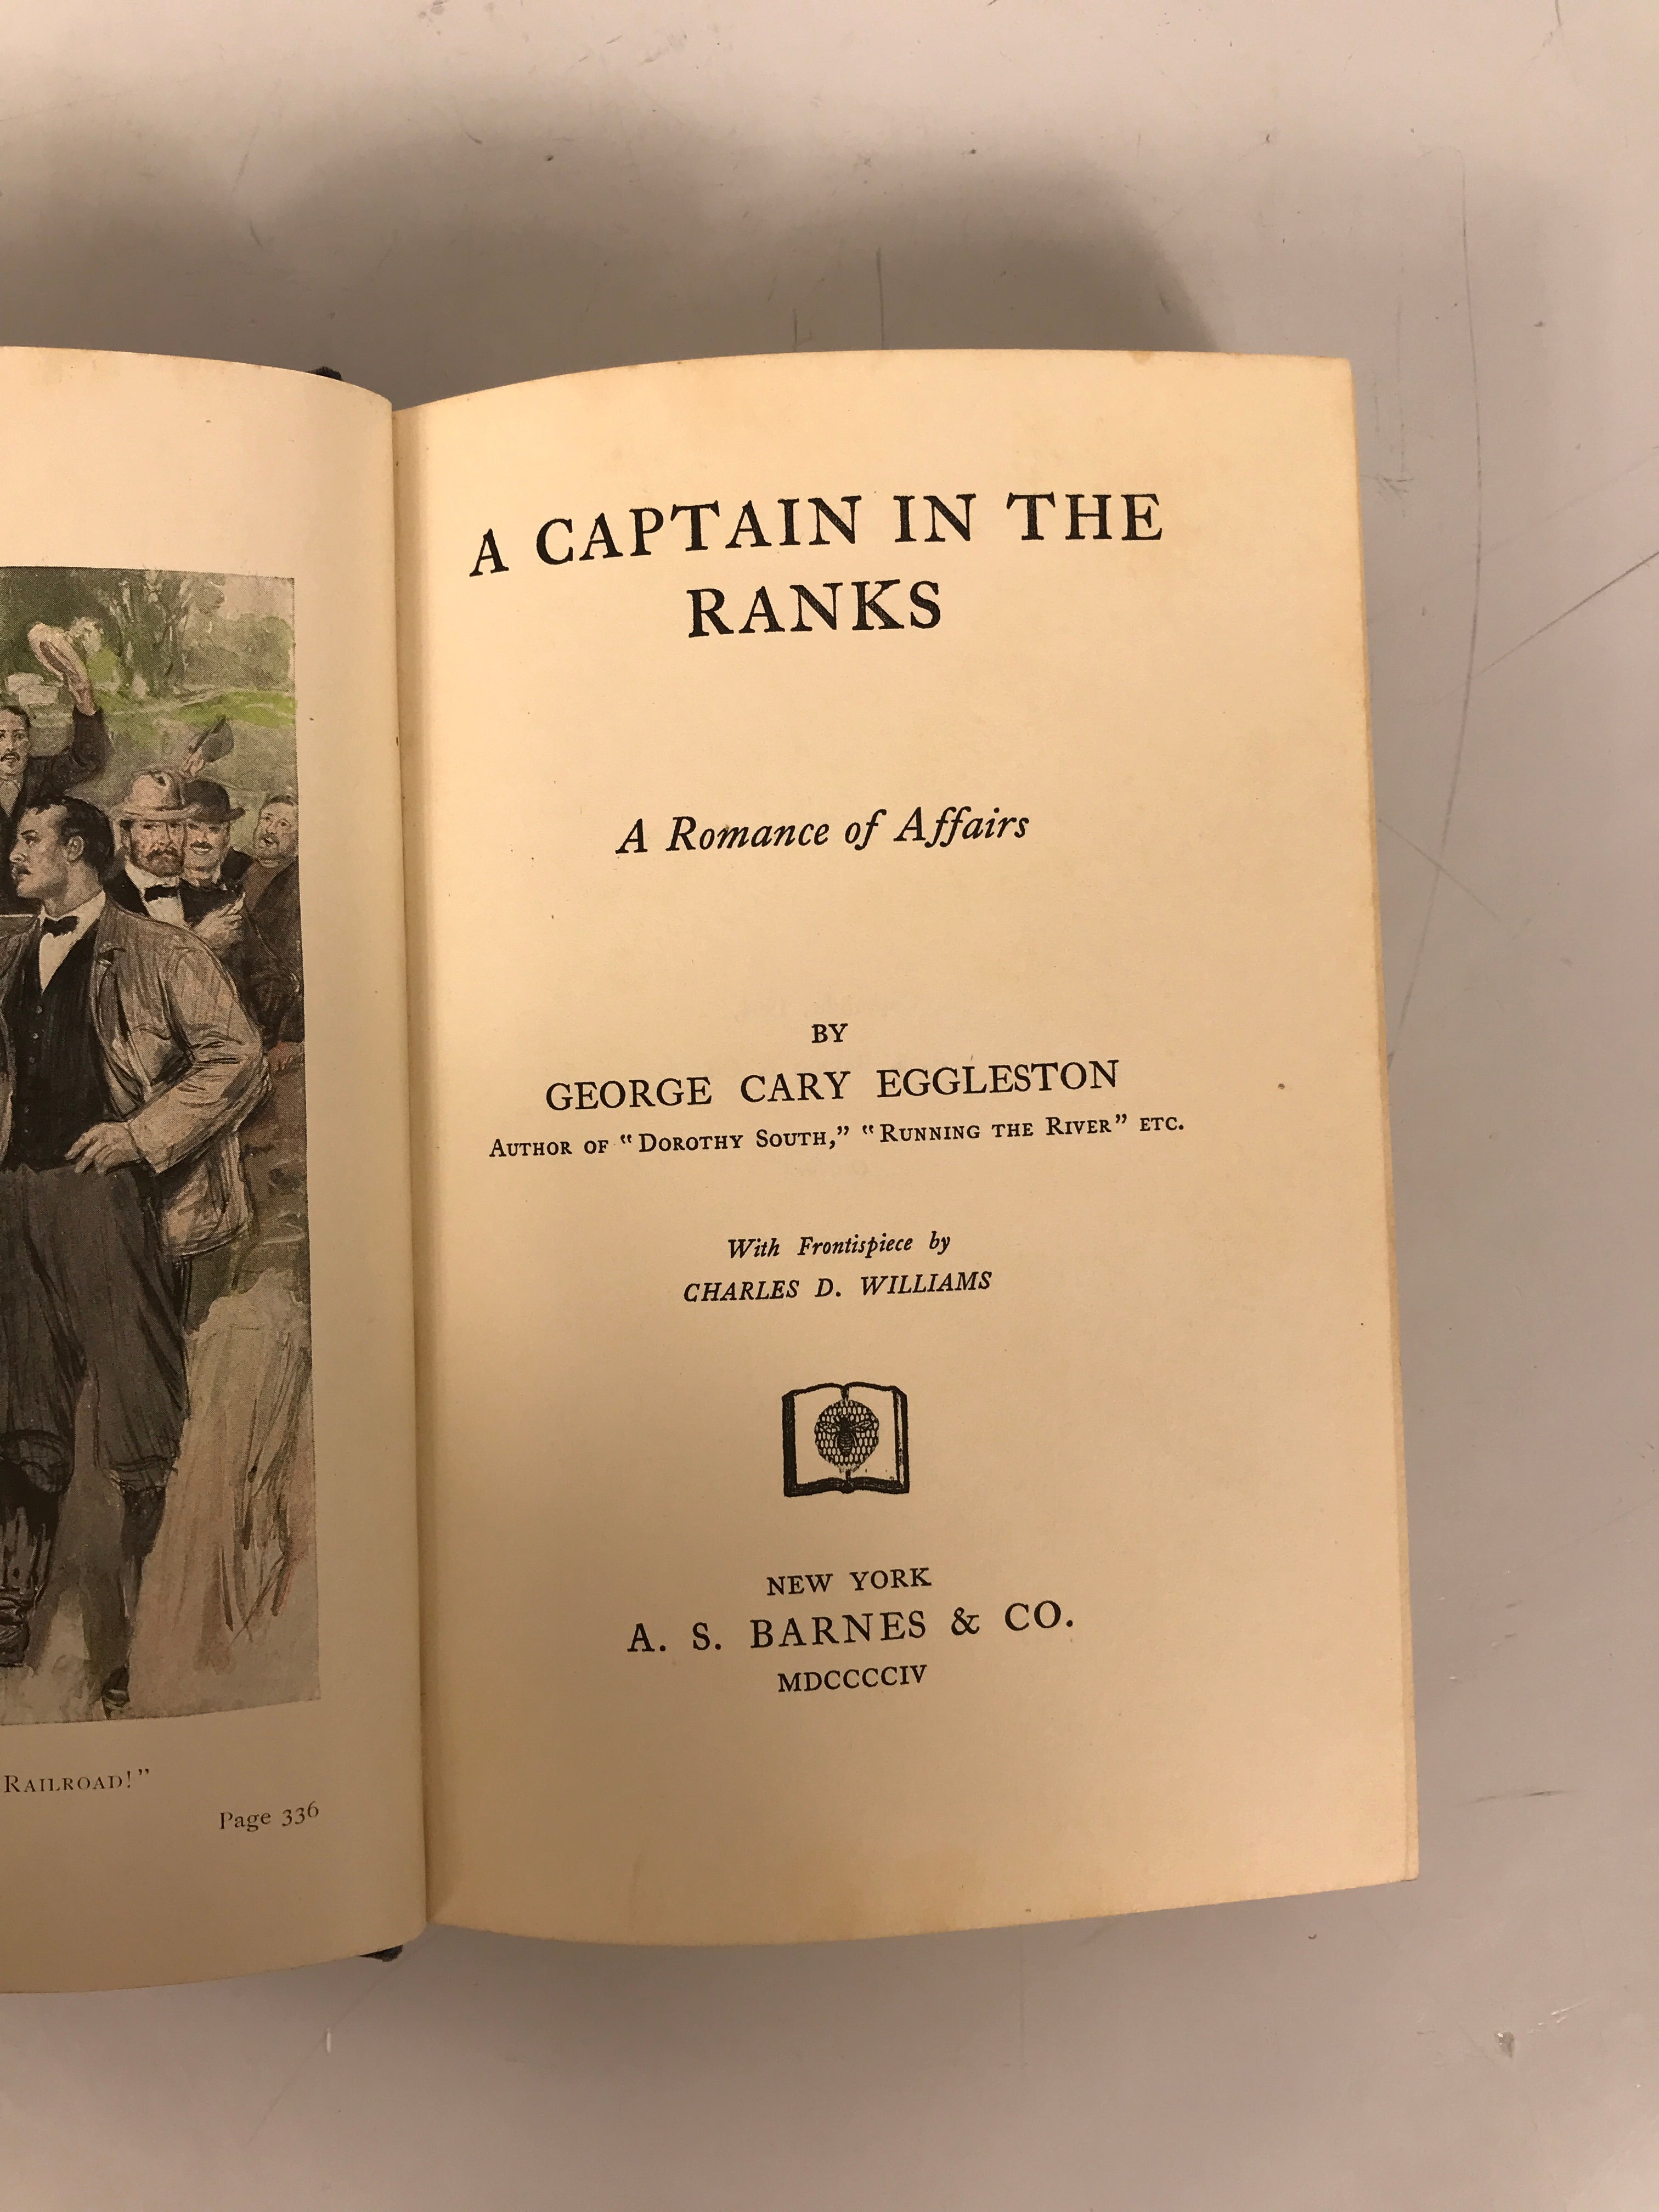 RAILROAD!”
Page 336
A CAPTAIN IN THE
RANKS
A Romance of Affairs
BY
GEORGE CARY EGGLESTON
AUTHOR OF “DOROTHY SOUTH,” “RUNNING THE RIVER” ETC.
With Frontispiece by
CHARLES D. WILLIAMS
NEW YORK
A. S. BARNES & CO.
MDCCCCIV